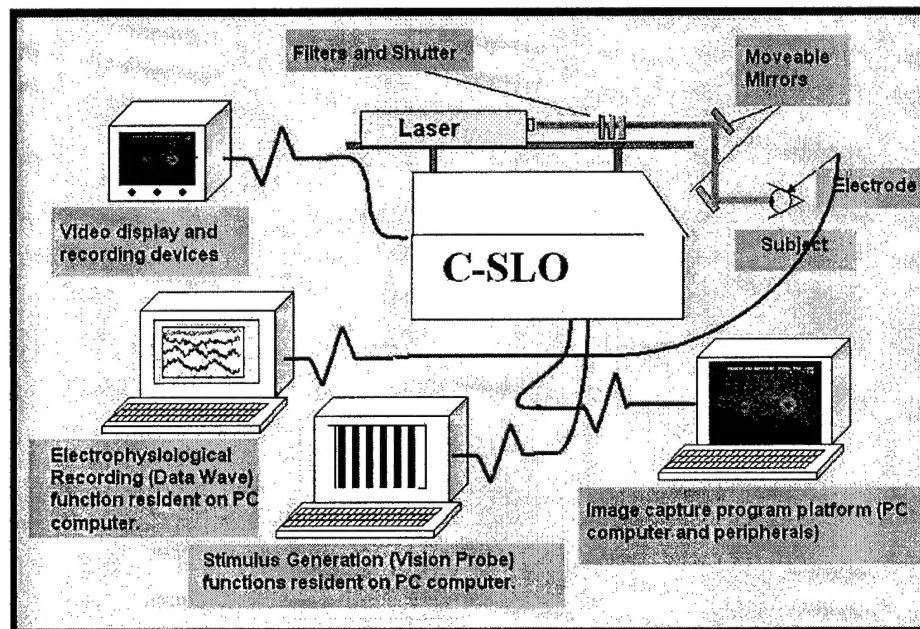 Filters and Shutter
Moveable
Mirrors
Laser
Electrode
Video display and
recording devices
Subject
C-SLO
Electrophysiological
Recording (Data Wave)
function resident on PC
computer.
Image capture program platform (PC
computer and peripherals)
Stimulus Generation (Vision Probe)
functions resident on PC computer.